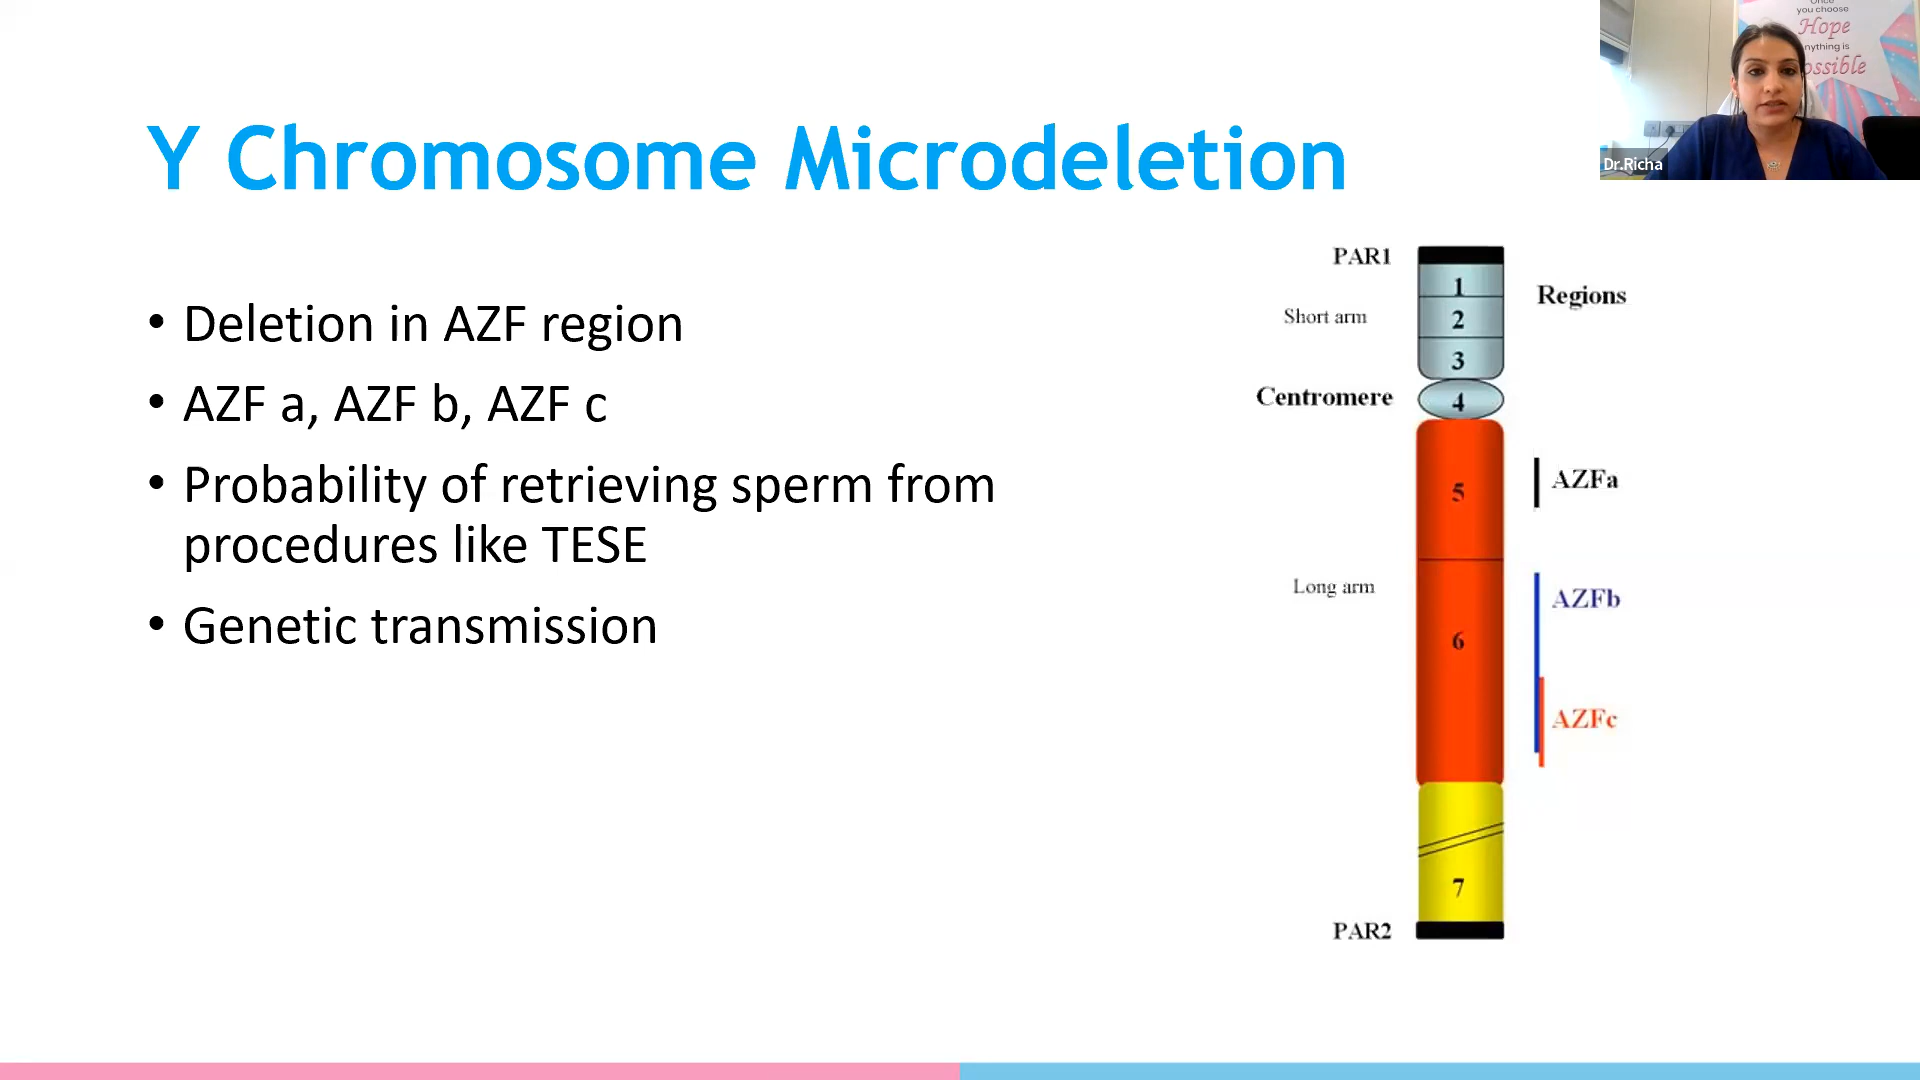 Y Chromosome Microdeletion
• Deletion in AZF region
• AZF a, AZF b, AZF c
• Probability of retrieving sperm from
procedures like TESE
• Genetic transmission
PAR1
1
Regions
Short arm
2
3
Centromere
4
AZFa
5
Long arm
AZFb
6
AZFc
7
PAR2
Once
you choose
Hope
nything is
ossible
Dr.Richa